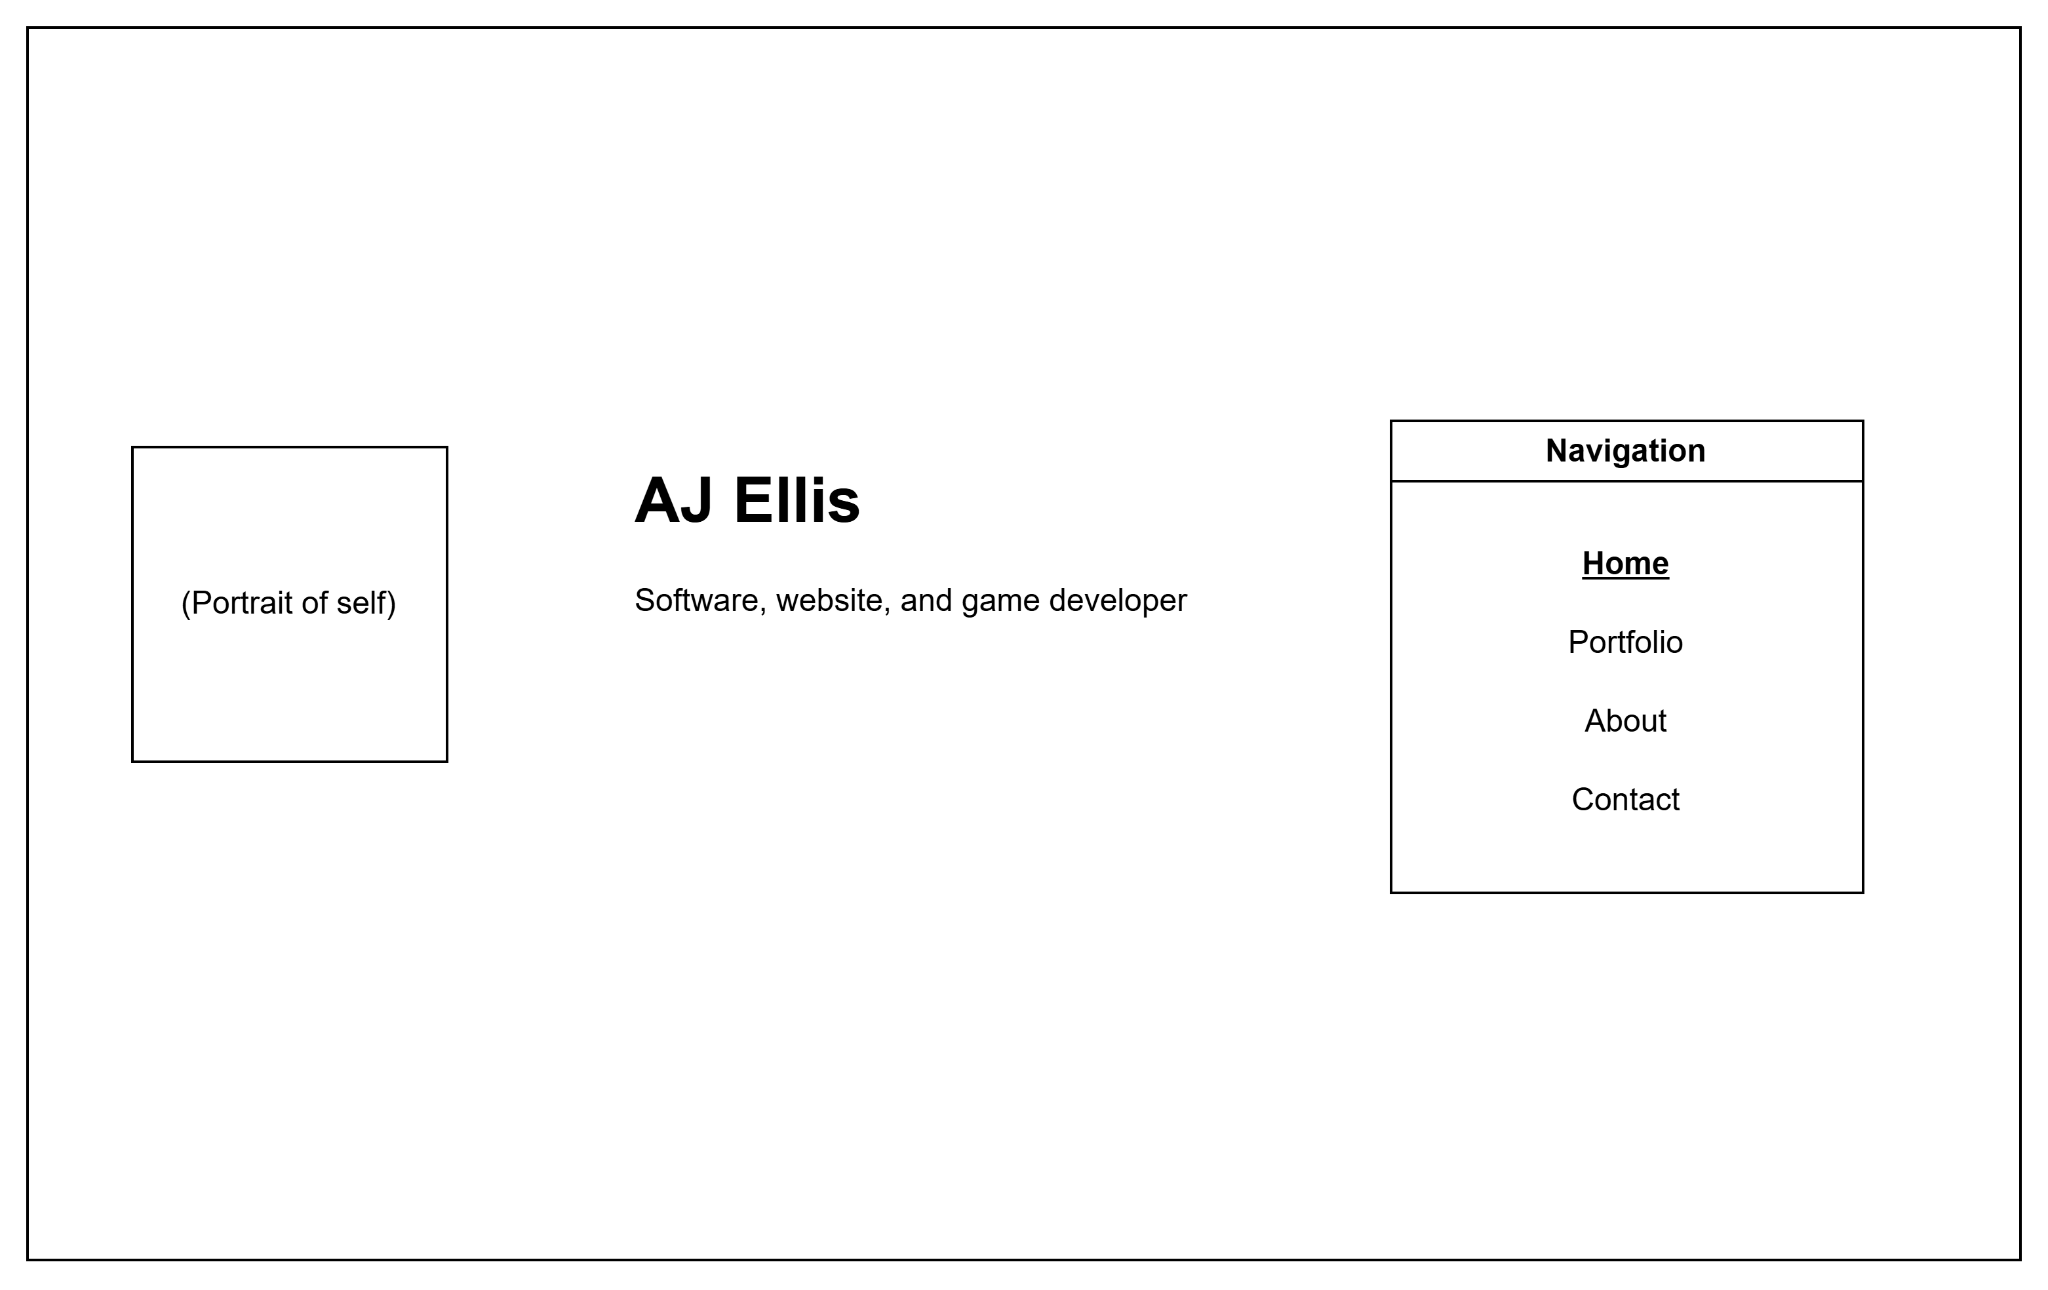 (Portrait of self)
AJ Ellis
Software, website, and game developer
Navigation
Home
Portfolio
About
Contact